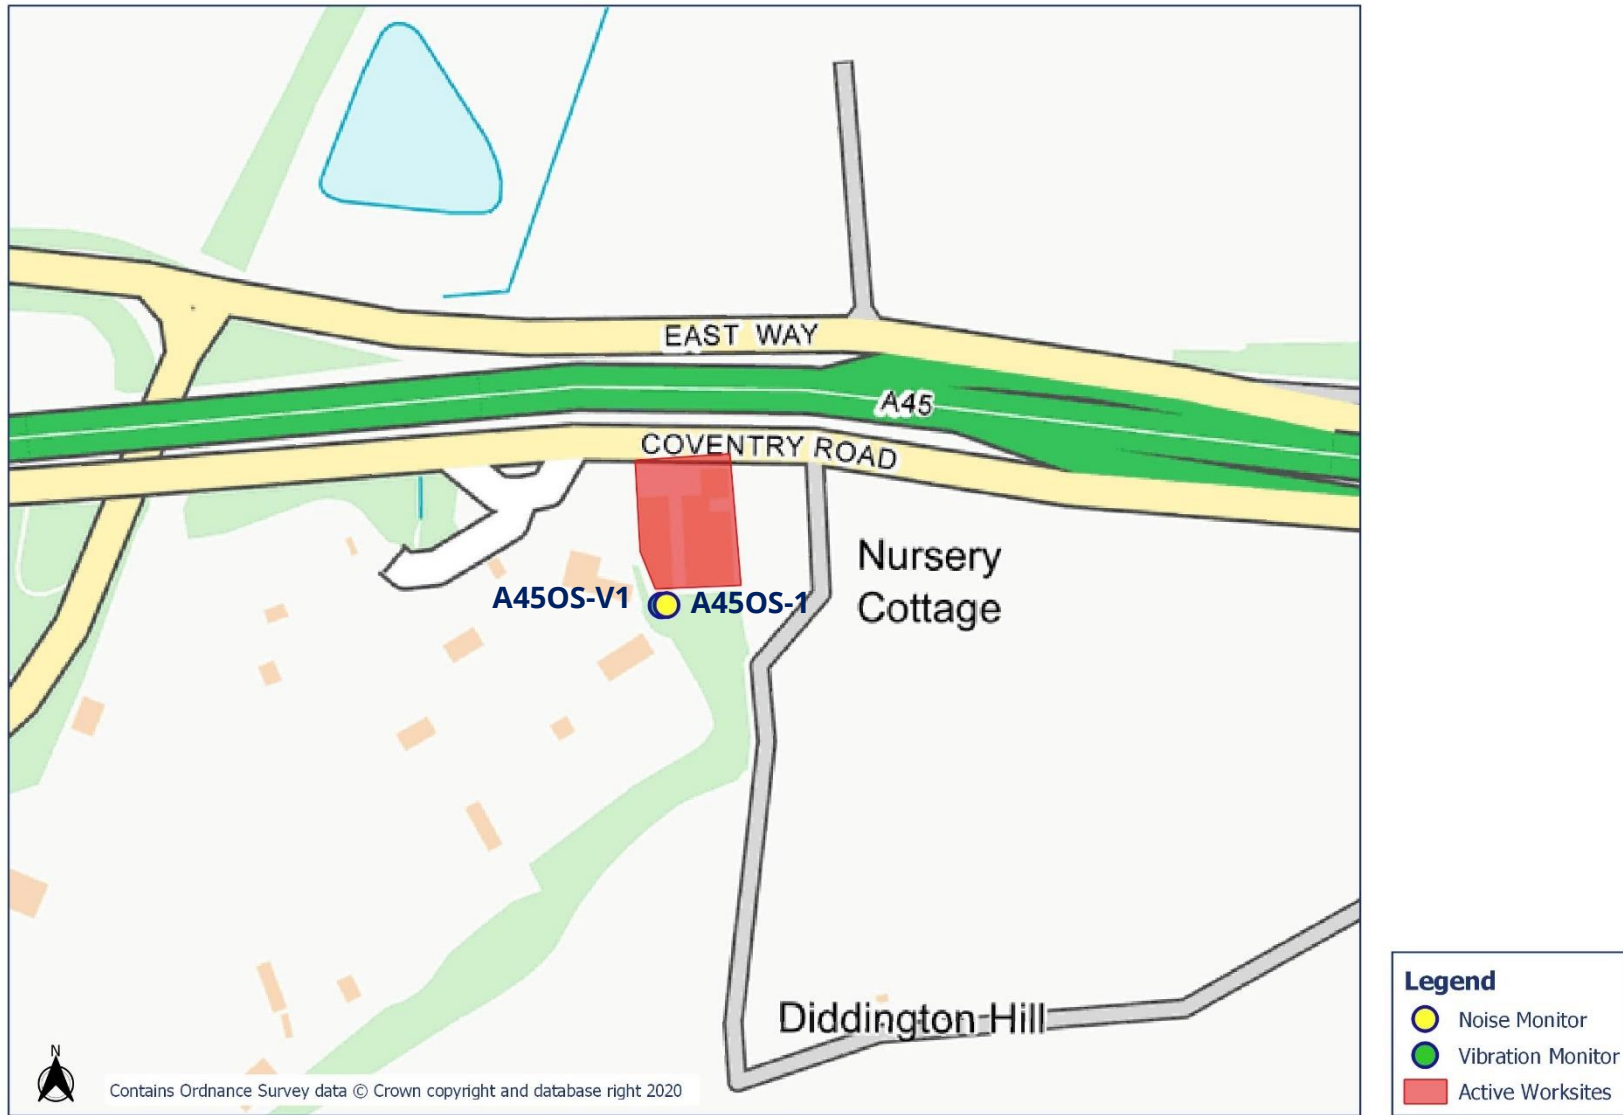 EAST WAY
A45
COVENTRY ROAD
Nursery
Cottage
A45OS-V1
A45OS-1
Diddington Hill
N
Contains Ordnance Survey data © Crown copyright and database right 2020
Legend
Noise Monitor
Vibration Monitor
Active Worksites